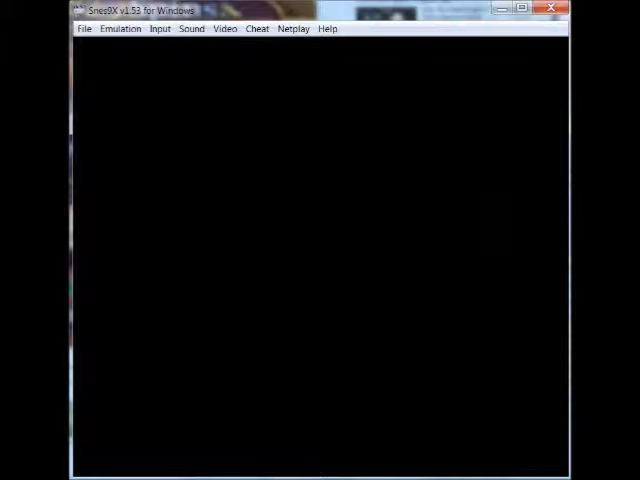 Snes9X v1.53 for Windows
File Emulation Input Sound Video Cheat Netplay Help